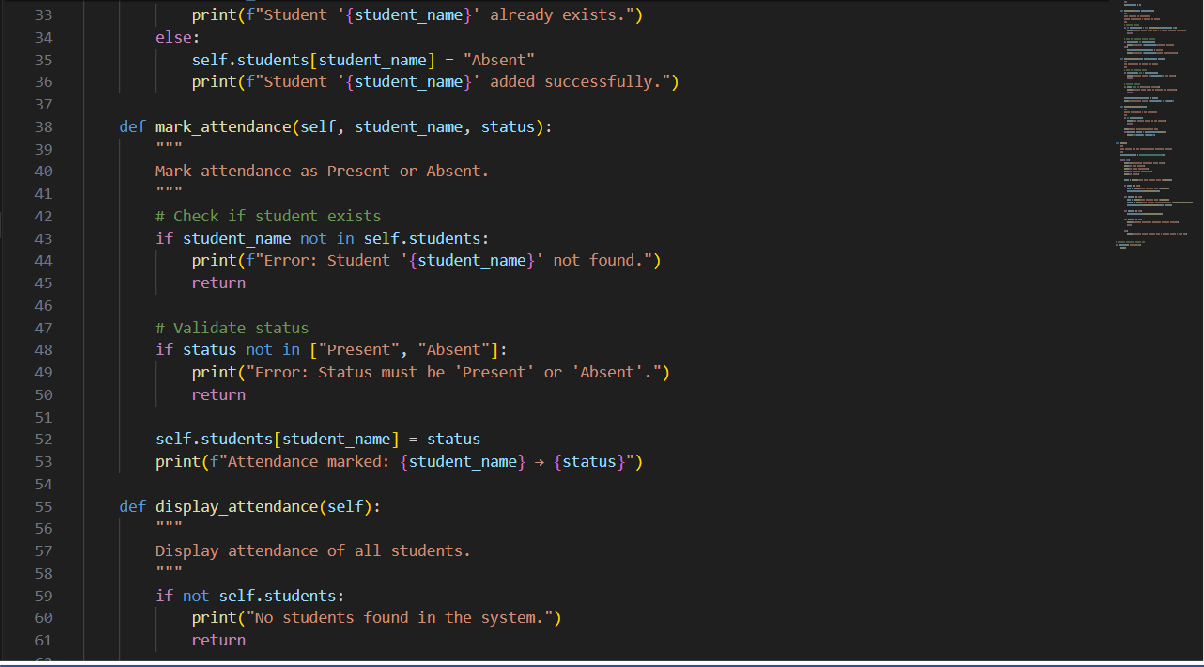 33 print(f"Student '{student_name}' already exists.")
34 else:
35 self.students[student_name] = "Absent"
36 print(f"Student '{student_name}' added successfully.")
37
38 def mark_attendance(self, student_name, status):
39 """
40 Mark attendance as Present or Absent.
41 """
42 # Check if student exists
43 if student_name not in self.students:
44 print(f"Error: Student '{student_name}' not found.")
45 return
46
47 # Validate status
48 if status not in ["Present", "Absent"]:
49 print("Error: Status must be 'Present' or 'Absent'.")
50 return
51
52 self.students[student_name] = status
53 print(f"Attendance marked: {student_name} → {status}")
54
55 def display_attendance(self):
56 """
57 Display attendance of all students.
58 """
59 if not self.students:
60 print("No students found in the system.")
61 return